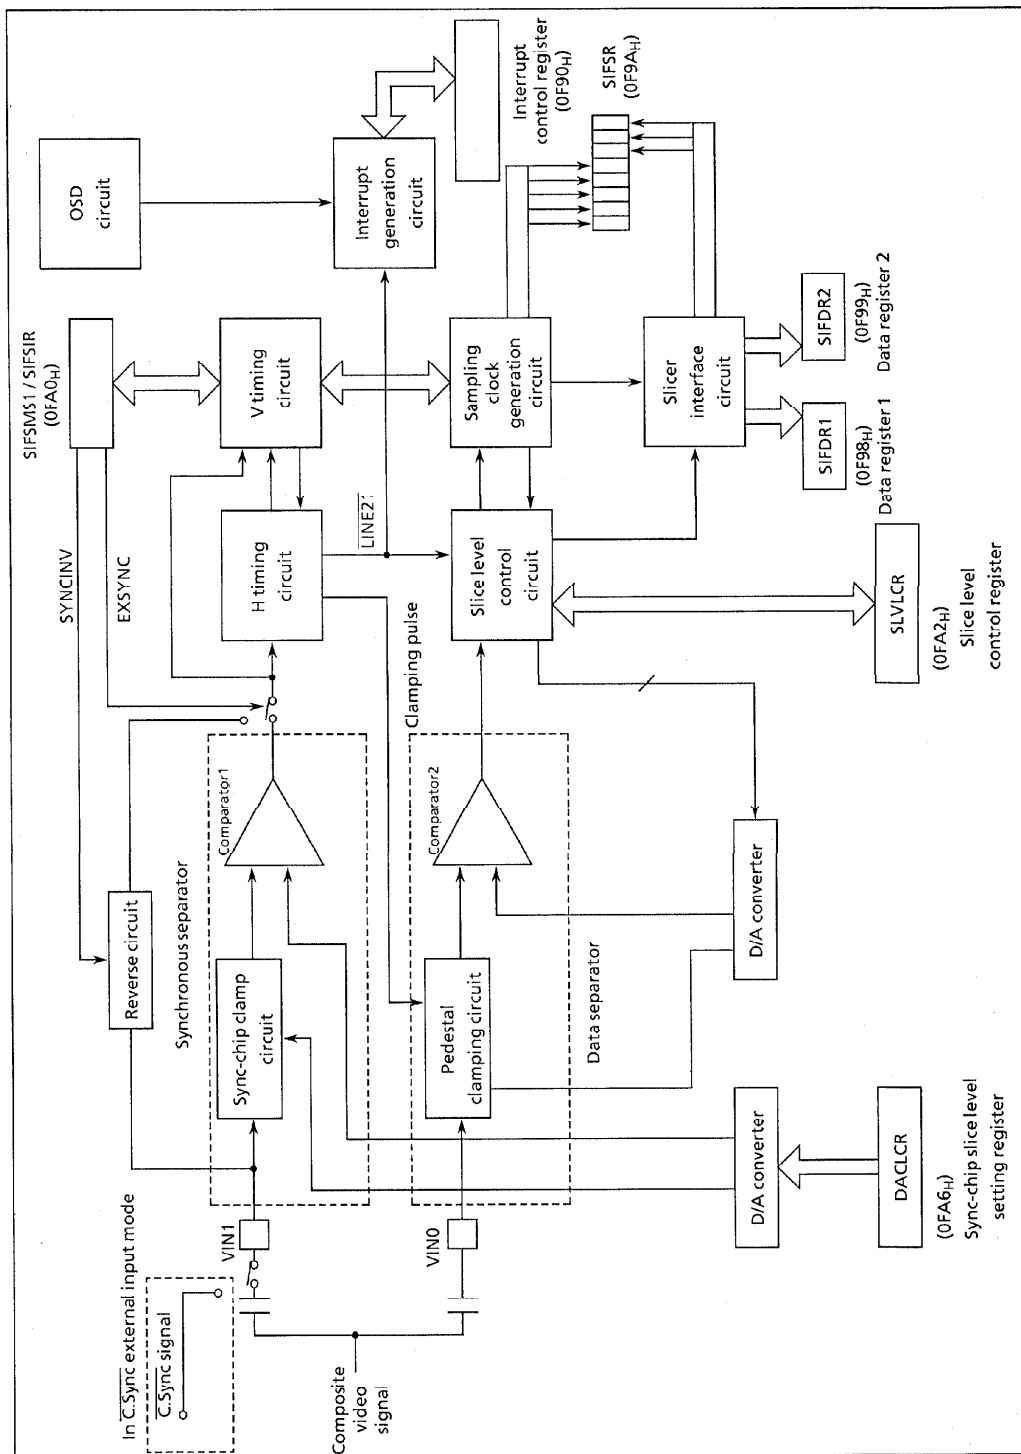 In C.Sync external input mode
C.Sync signal
Composite
video
signal
VIN1
VIN0
Reverse circuit
SYNCINV
EXSYNC
Synchronous separator
Sync-chip clamp
circuit
Comparator1
Pedestal
clamping circuit
Comparator2
Data separator
Clamping pulse
D/A converter
DACLCR
(0FA6H)
Sync-chip slice level
setting register
D/A converter
SIFSMS1 / SIFSIR
(0FA0H)
H timing
circuit
V timing
circuit
LINE21
Slice level
control
circuit
Sampling
clock
generation
circuit
SLVLCR
(0FA2H)
Slice level
control register
Slicer
interface
circuit
SIFDR1
(0F98H)
Data register 1
SIFDR2
(0F99H)
Data register 2
OSD
circuit
Interrupt
generation
circuit
Interrupt
control register
(0F90H)
SIFSR
(0F9AH)